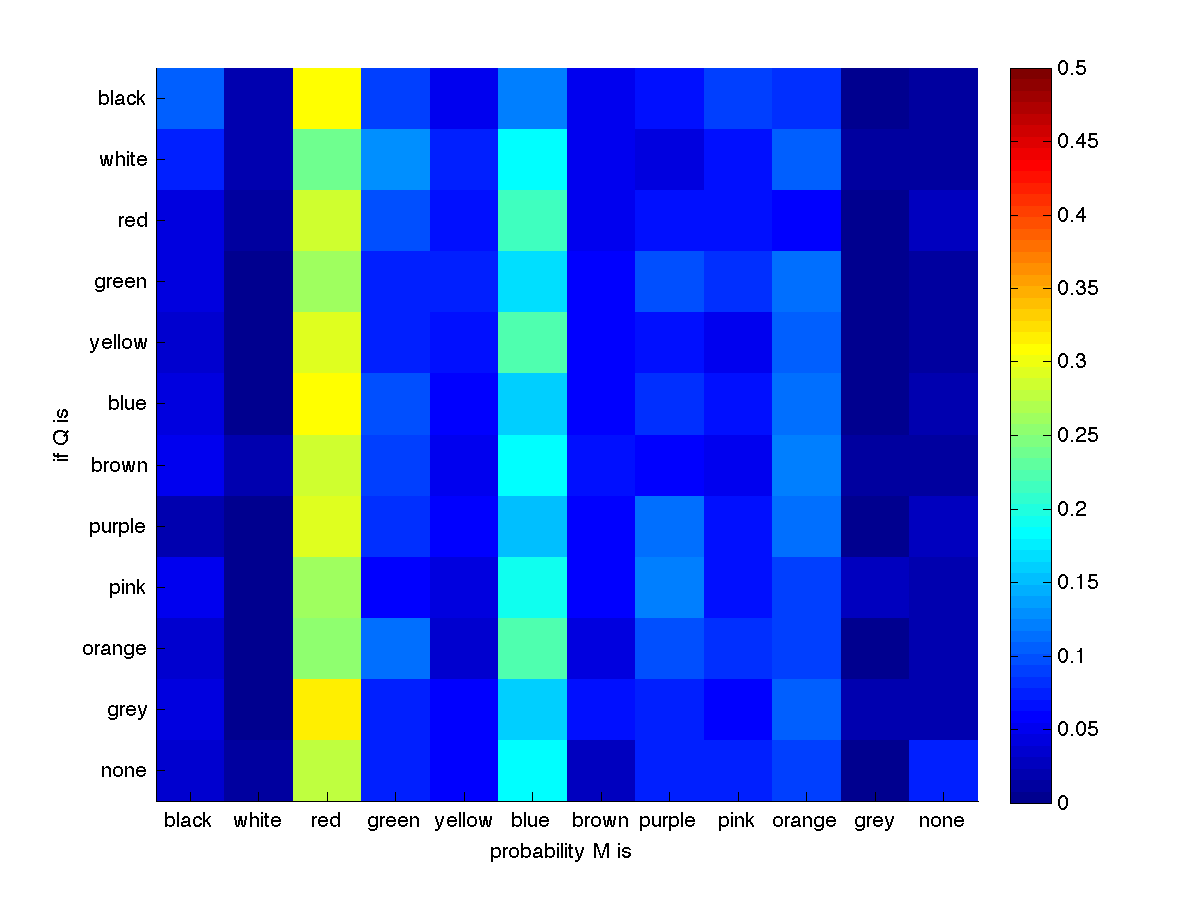 black
white
red
green
yellow
blue
brown
purple
pink
orange
grey
none
if Q is
black white red green yellow blue brown purple pink orange grey none
probability M is
0.5
0.45
0.4
0.35
0.3
0.25
0.2
0.15
0.1
0.05
0